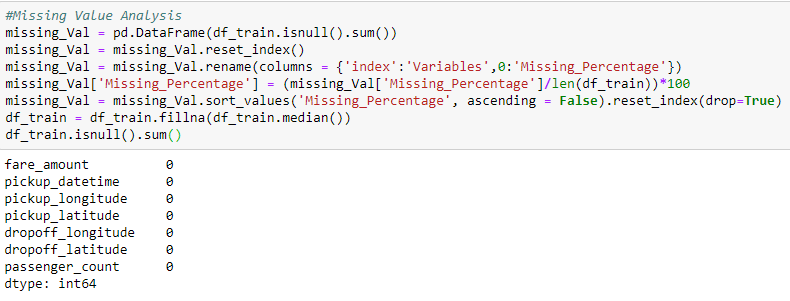 #Missing Value Analysis
missing_Val = pd.DataFrame(df_train.isnull().sum())
missing_Val = missing_Val.reset_index()
missing_Val = missing_Val.rename(columns = {'index':'Variables',0:'Missing_Percentage'})
missing_Val['Missing_Percentage'] = (missing_Val['Missing_Percentage']/len(df_train))*100
missing_Val = missing_Val.sort_values('Missing_Percentage', ascending = False).reset_index(drop=True)
df_train = df_train.fillna(df_train.median())
df_train.isnull().sum()
fare_amount 0
pickup_datetime 0
pickup_longitude 0
pickup_latitude 0
dropoff_longitude 0
dropoff_latitude 0
passenger_count 0
dtype: int64